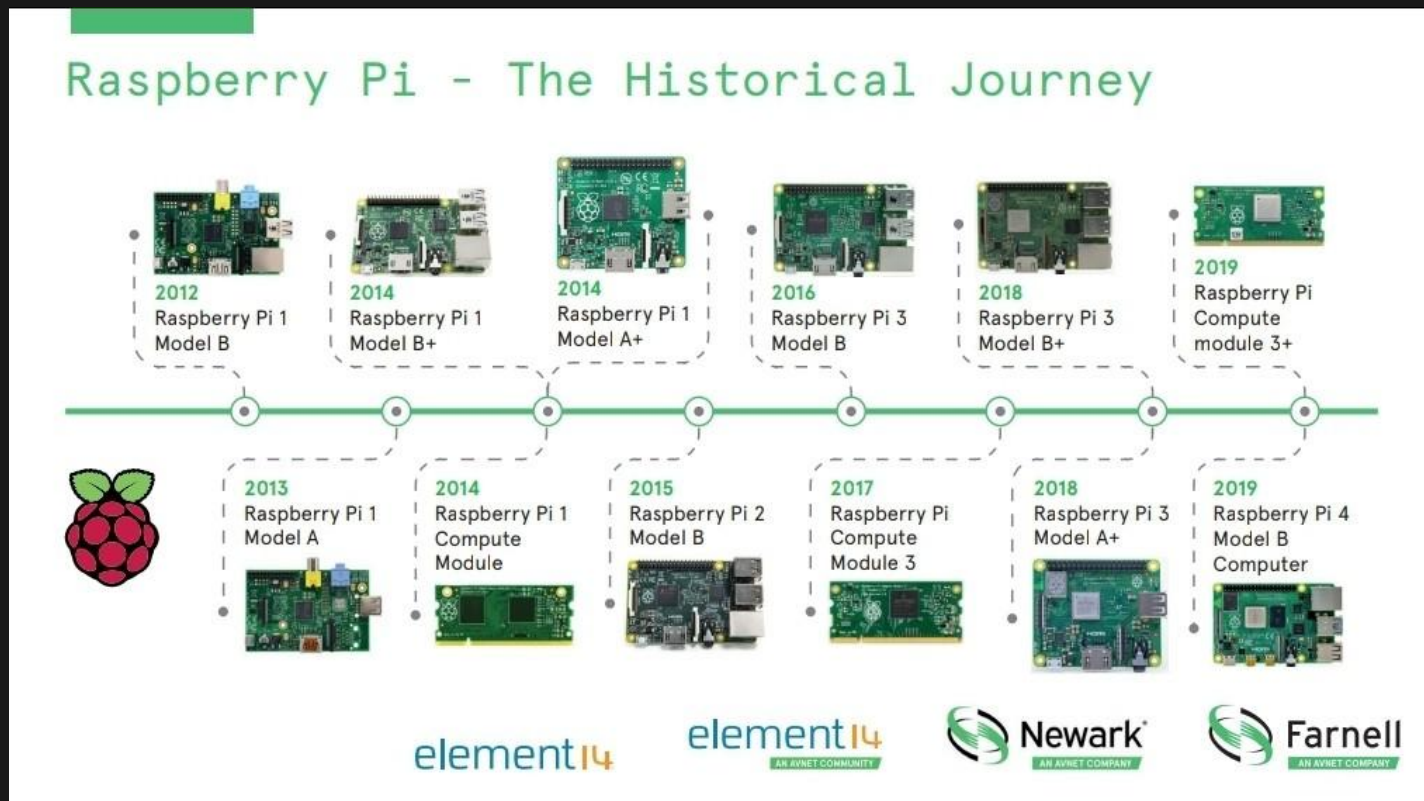 Raspberry Pi - The Historical Journey
2012
Raspberry Pi 1
Model B
2014
Raspberry Pi 1
Model B+
2014
Raspberry Pi 1
Model A+
2016
Raspberry Pi 3
Model B
2018
Raspberry Pi 3
Model B+
2019
Raspberry Pi
Compute
module 3+
2013
Raspberry Pi 1
Model A
2014
Raspberry Pi 1
Compute
Module
2015
Raspberry Pi 2
Model B
2017
Raspberry Pi
Compute
Module 3
2018
Raspberry Pi 3
Model A+
2019
Raspberry Pi 4
Model B
Computer
element14
element14
AN AVNET COMMUNITY
Newark
AN AVNET COMPANY
Farnell
AN AVNET COMPANY